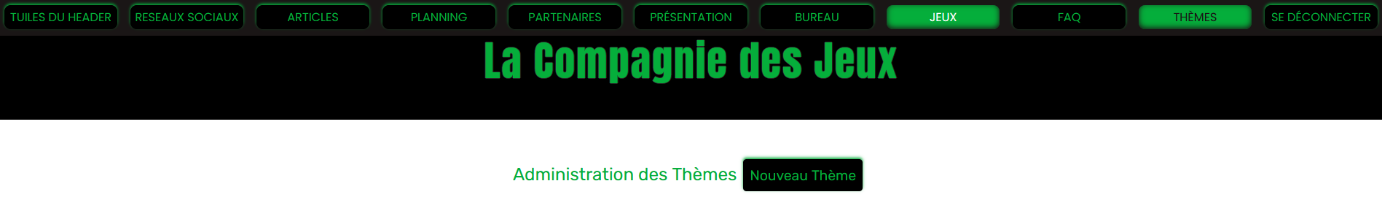 TUILES DU HEADER RESEAUX SOCIAUX ARTICLES PLANNING PARTENAIRES PRÉSENTATION BUREAU JEUX FAQ THÈMES SE DÉCONNECTER
La Compagnie des Jeux
Administration des Thèmes Nouveau Thème